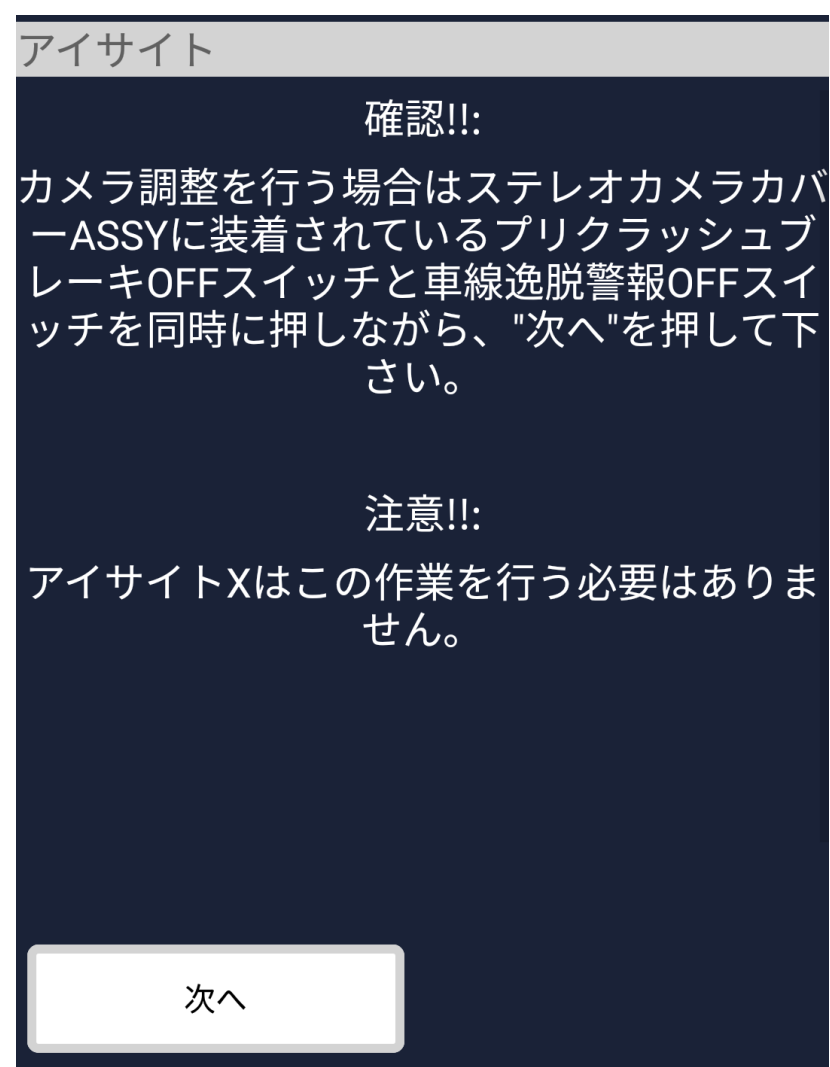 アイサイト
確認!!:
カメラ調整を行う場合はステレオカメラカバ
ーASSYに装着されているプリクラッシュブ
レーキOFFスイッチと車線逸脱警報OFFスイ
ッチを同時に押しながら、"次へ"を押して下
さい。
注意!!:
アイサイトXはこの作業を行う必要はありま
せん。
次へ